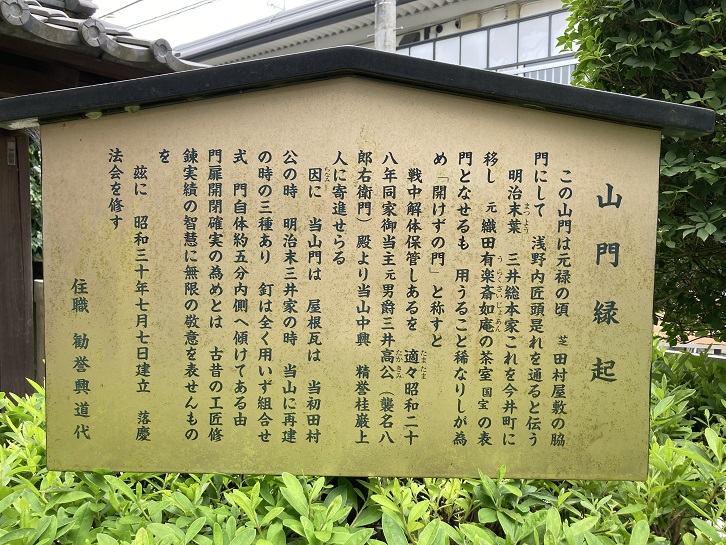 山門縁起
この山門は元禄の頃 芝 田村屋敷の脇
門にして 浅野内匠頭是れを通ると伝う
明治末葉 三井総本家これを今井町に
移し 元 織田有楽斎如庵の茶室国宝の表
門となせるも 用うること稀なりしが為
め「開けずの門」と称すと
戦中解体保管しあるを 適々昭和二十
八年同家御当主元男爵三井高公(襲名八
郎右衛門)殿より当山中興 精誉桂巌上
人に寄進せらる
因に 当山門は 屋根瓦は 当初田村
公の時 明治末三井家の時 当山に再建
の時の三種あり 釘は全く用いず組合せ
式 門自体約五分内側へ傾けてある由
門扉開閉確実の為めとは 古昔の工匠修
錬実績の智慧に無限の敬意を表せんもの
を
茲に 昭和三十年七月七日建立 落慶
法会を修す
住職 勧誉興道代